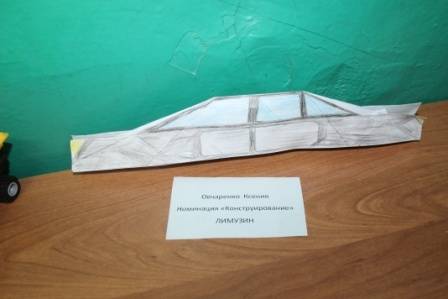 Овчаренко Ксения
Номинация «Конструирование»
ЛИМУЗИН